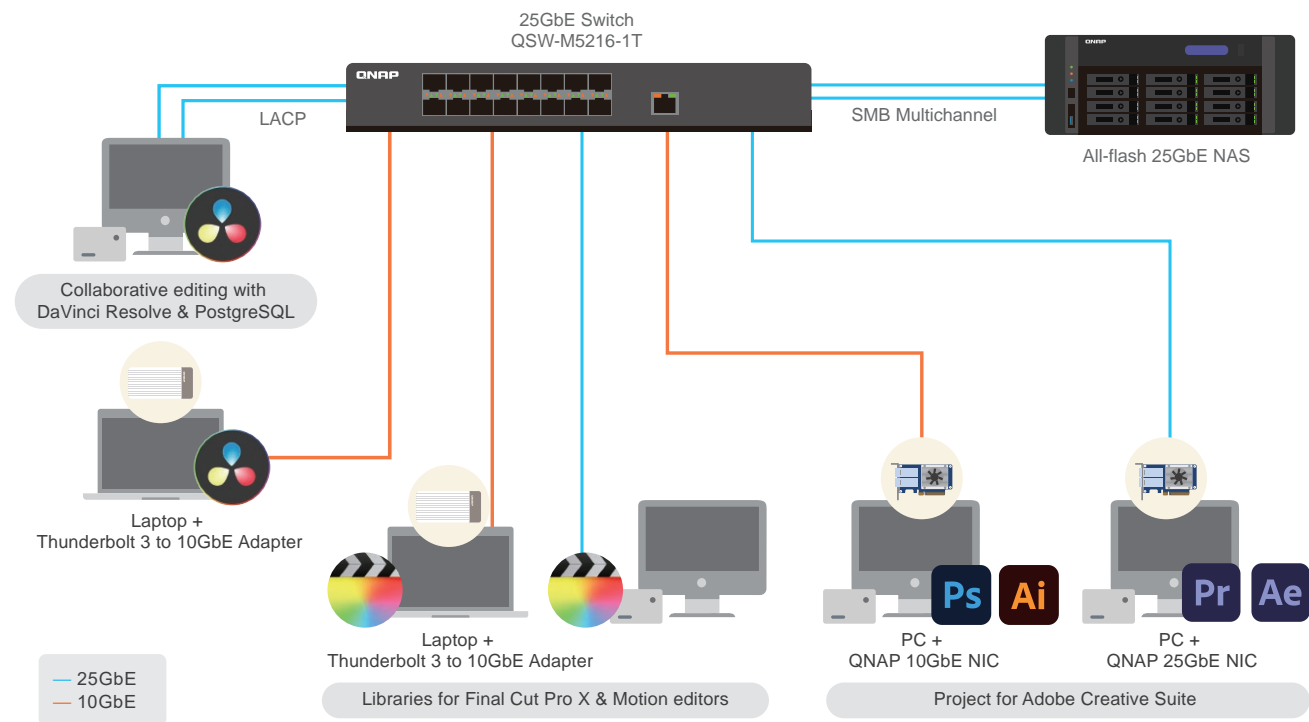 25GbE Switch
QSW-M5216-1T
QNAP
QNAP
LACP
SMB Multichannel
All-flash 25GbE NAS
Collaborative editing with
DaVinci Resolve & PostgreSQL
Laptop +
Thunderbolt 3 to 10GbE Adapter
Ps
Ai
Pr
Ae
Laptop +
Thunderbolt 3 to 10GbE Adapter
PC +
QNAP 10GbE NIC
PC +
QNAP 25GbE NIC
25GbE
10GbE
Libraries for Final Cut Pro X & Motion editors
Project for Adobe Creative Suite